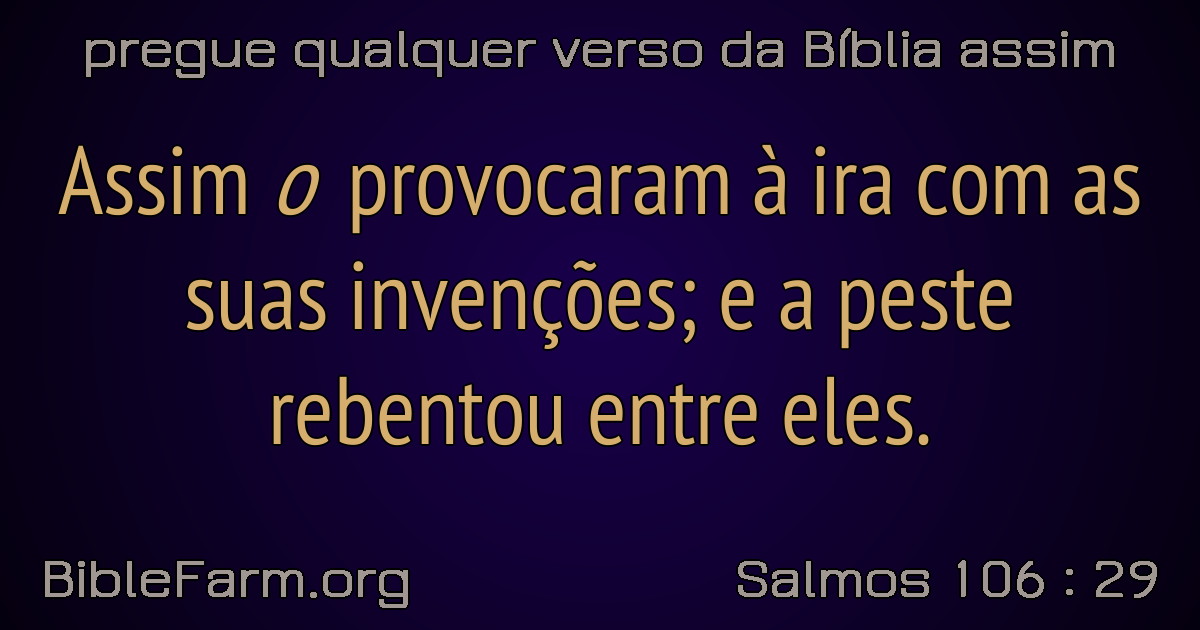 pregue qualquer verso da Bíblia assim
Assim o provocaram à ira com as
suas invenções; e a peste
rebentou entre eles.
BibleFarm.org
Salmos 106 : 29